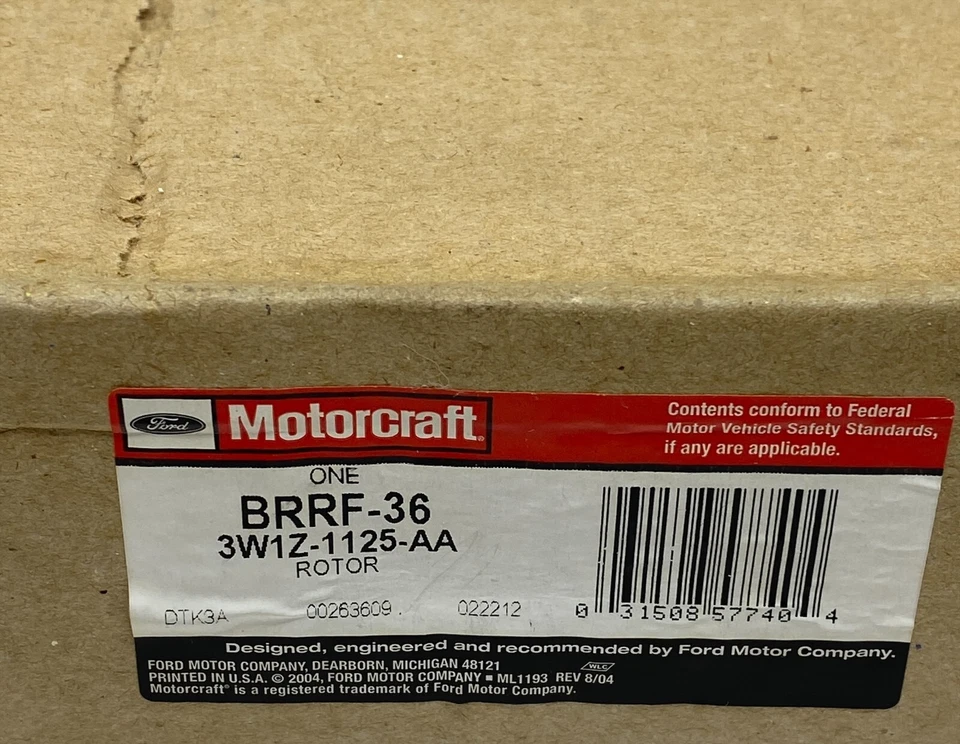 Ford Motorcraft®
Contents conform to Federal
Motor Vehicle Safety Standards,
if any are applicable.
ONE
BRRF-36
3W1Z-1125-AA
ROTOR
DTK3A 00263609. 022212
0 31508 57740 4
Designed, engineered and recommended by Ford Motor Company.
FORD MOTOR COMPANY, DEARBORN, MICHIGAN 48121
WLC
PRINTED IN U.S.A. © 2004, FORD MOTOR COMPANY ■ ML1193 REV 8/04
Motorcraft® is a registered trademark of Ford Motor Company.